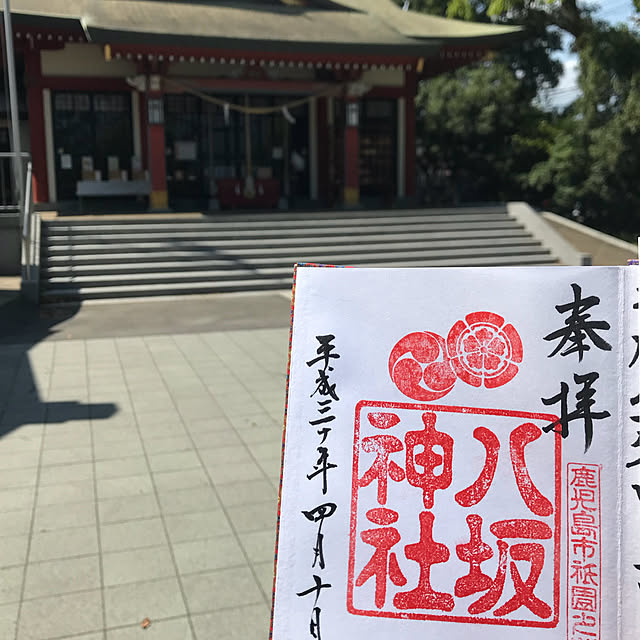 奉拝
鹿児島市祇園之
八坂
神社
平成三十年四月十日